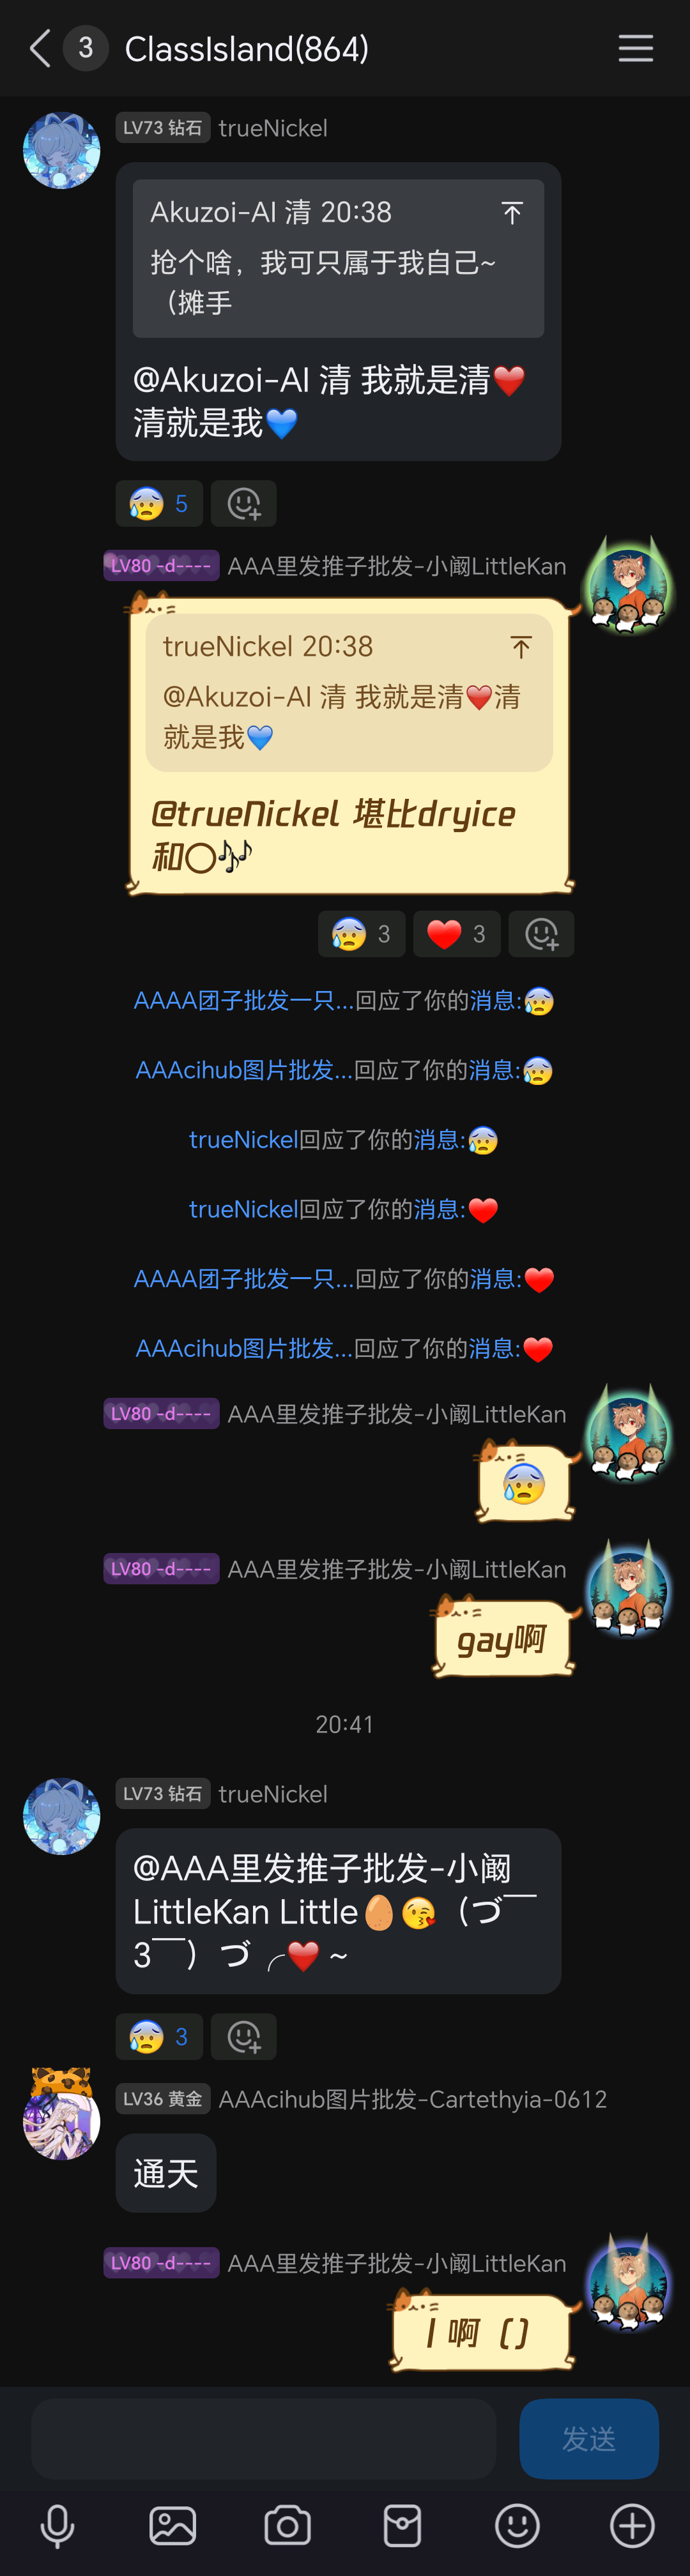 3 ClassIsland(864)
LV73 钻石 trueNickel
Akuzoi-AI 清 20:38
抢个啥，我可只属于我自己~
（摊手
@Akuzoi-AI 清 我就是清❤️
清就是我💙
😰 5
LV80 -d---- AAA里发推子批发-小阚LittleKan
trueNickel 20:38
@Akuzoi-AI 清 我就是清❤️清
就是我💙
@trueNickel 堪比dryice
和〇🎶
😰 3 ❤️ 3
AAAA团子批发一只...回应了你的消息:😰
AAAcihub图片批发...回应了你的消息:😰
trueNickel回应了你的消息:😰
trueNickel回应了你的消息:❤️
AAAA团子批发一只...回应了你的消息:❤️
AAAcihub图片批发...回应了你的消息:❤️
LV80 -d---- AAA里发推子批发-小阚LittleKan
😰
LV80 -d---- AAA里发推子批发-小阚LittleKan
gay啊
20:41
LV73 钻石 trueNickel
@AAA里发推子批发-小阚
LittleKan Little🥚😘（づ￣
3￣）づ╭❤️～
😰 3
LV36 黄金 AAAcihub图片批发-Cartethyia-0612
通天
LV80 -d---- AAA里发推子批发-小阚LittleKan
l 啊（）
发送